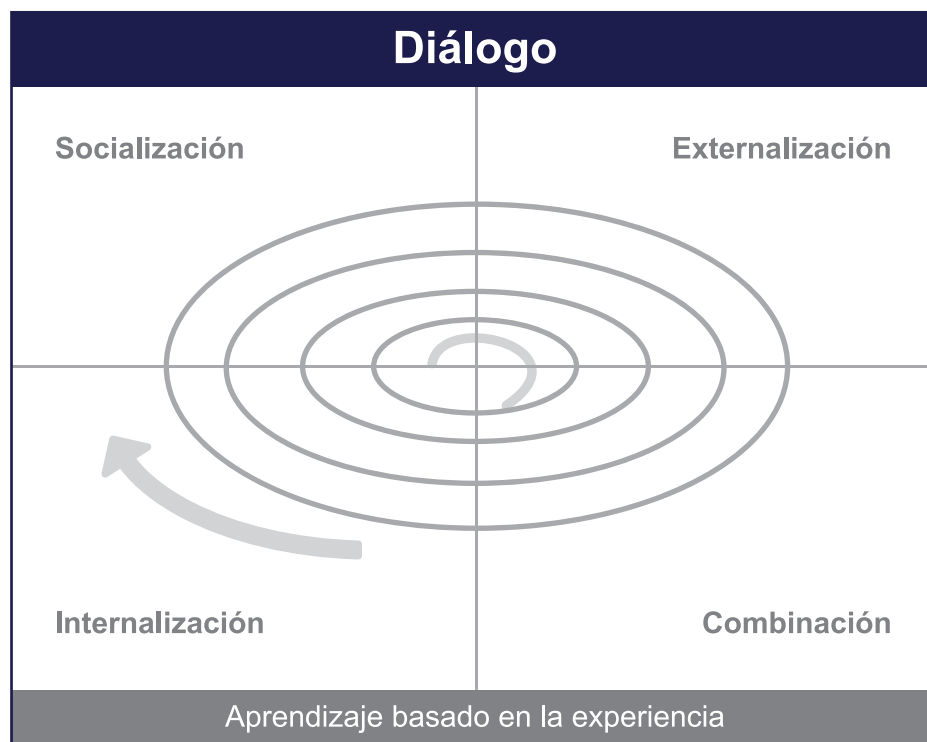 Diálogo
Socialización
Externalización
Internalización
Combinación
Aprendizaje basado en la experiencia